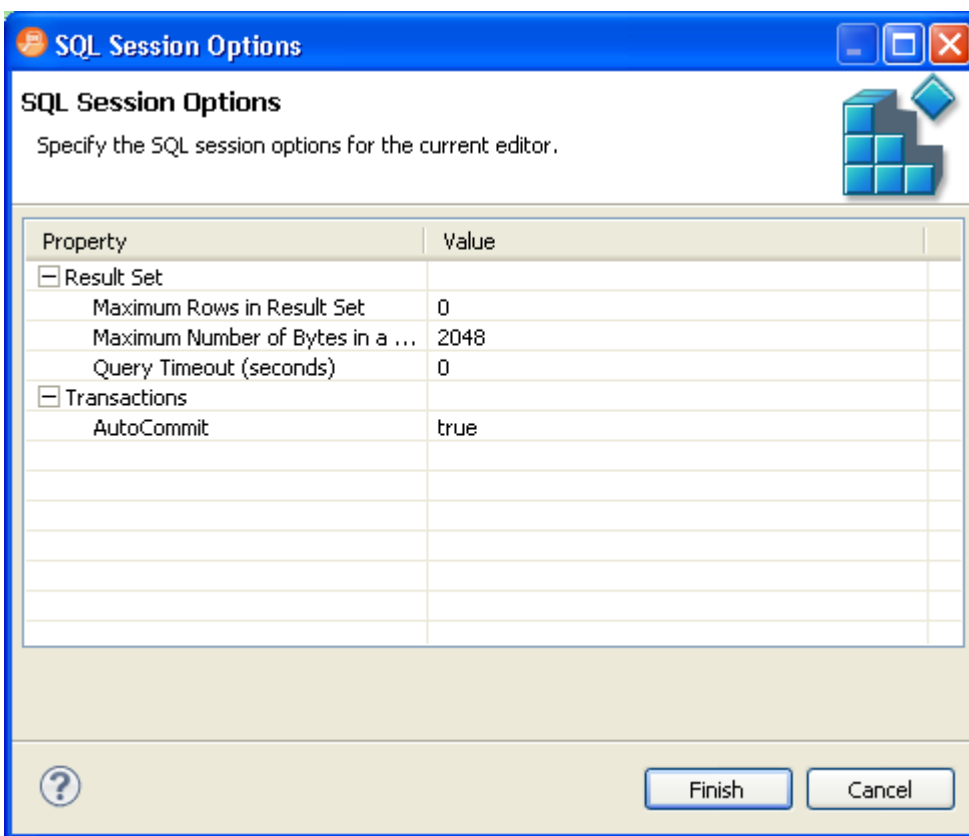 SQL Session Options
SQL Session Options
Specify the SQL session options for the current editor.
Property Value
Result Set
Maximum Rows in Result Set 0
Maximum Number of Bytes in a ... 2048
Query Timeout (seconds) 0
Transactions
AutoCommit true
Finish Cancel